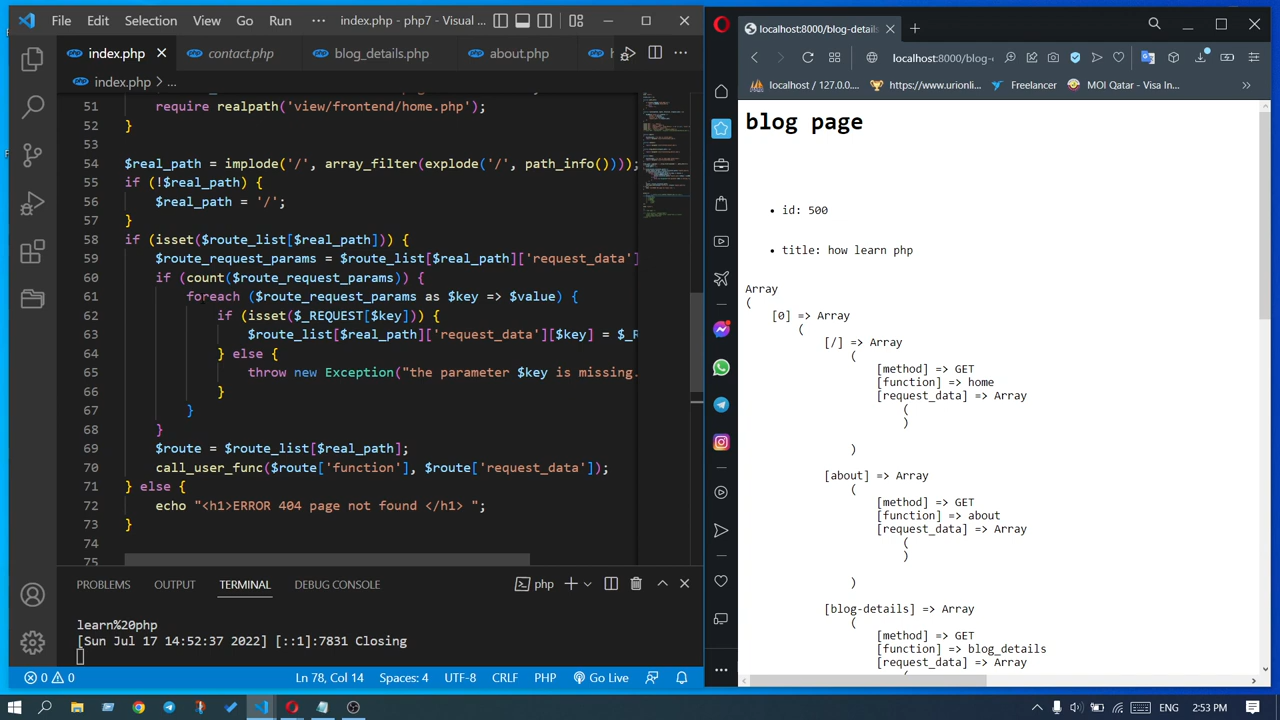 File Edit Selection View Go Run ··· index.php - php7 - Visual ...
index.php contact.php blog_details.php about.php
index.php > ...
51 require realpath('view/frontend/home.php');
52 }
53
54 $real_path = implode('/', array_filter(explode('/', path_info())));
55 if (!$real_path) {
56 $real_path = '/';
57 }
58 if (isset($route_list[$real_path])) {
59 $route_request_params = $route_list[$real_path]['request_data']
60 if (count($route_request_params)) {
61 foreach ($route_request_params as $key => $value) {
62 if (isset($_REQUEST[$key])) {
63 $route_list[$real_path]['request_data'][$key] = $_R
64 } else {
65 throw new Exception("the parameter $key is missing.
66 }
67 }
68 }
69 $route = $route_list[$real_path];
70 call_user_func($route['function'], $route['request_data']);
71 } else {
72 echo "<h1>ERROR 404 page not found </h1> ";
73 }
74
75
PROBLEMS OUTPUT TERMINAL DEBUG CONSOLE php
learn%20php
[Sun Jul 17 14:52:37 2022] [::1]:7831 Closing
0 0 Ln 78, Col 14 Spaces: 4 UTF-8 CRLF PHP Go Live
localhost:8000/blog-details
localhost:8000/blog-
localhost / 127.0.0.... https://www.urionli... Freelancer MOI Qatar - Visa In...
blog page
• id: 500
• title: how learn php
Array
(
[0] => Array
(
[/] => Array
(
[method] => GET
[function] => home
[request_data] => Array
(
)
)
[about] => Array
(
[method] => GET
[function] => about
[request_data] => Array
(
)
)
[blog-details] => Array
(
[method] => GET
[function] => blog_details
[request_data] => Array
ENG 2:53 PM